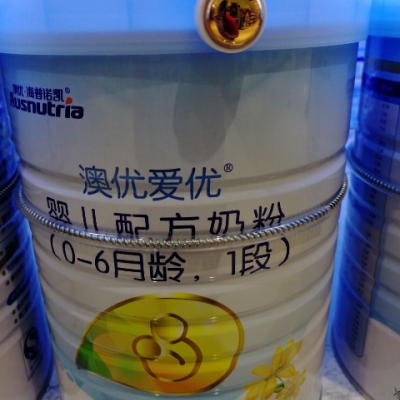 澳优·海普诺凯®
Ausnutria
澳优爱优®
婴儿配方奶粉
(0-6月龄，1段)